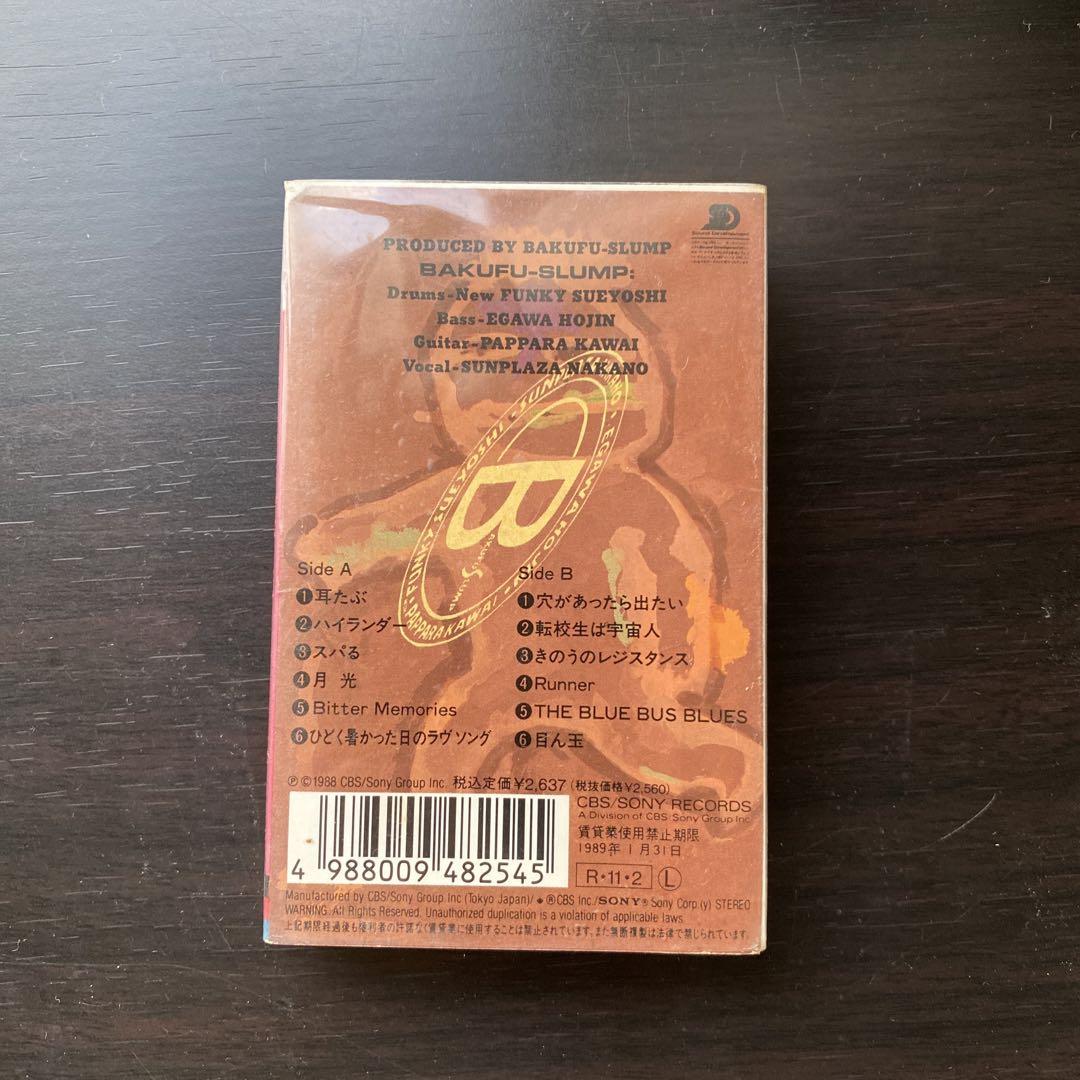 SD
Sound Development
PRODUCED BY BAKUFU-SLUMP
BAKUFU-SLUMP:
Drums-New FUNKY SUEYOSHI
Bass-EGAWA HOJIN
Guitar-PAPPARA KAWAI
Vocal-SUNPLAZA NAKANO
B
FUNKY SUEYOSHI・SUNPLAZA NAKANO・EGAWA HOJIN・PAPPARA KAWAI・
Side A
❶耳たぶ
❷ハイランダー
❸スパる
❹月光
❺Bitter Memories
❻ひどく暑かった日のラヴソング
Side B
❶穴があったら出たい
❷転校生は宇宙人
❸きのうのレジスタンス
❹Runner
❺THE BLUE BUS BLUES
❻目ん玉
Ⓟ©1988 CBS/Sony Group Inc. 税込定価¥2,637(税抜価格¥2,560)
CBS/SONY RECORDS
A Division of CBS/Sony Group Inc.
賃貸業使用禁止期限
1989年1月31日
R・11・2 Ⓛ
4 988009 482545
Manufactured by CBS/Sony Group Inc (Tokyo Japan)/◆®CBS Inc./SONY® Sony Corp (y) STEREO
WARNING: All Rights Reserved. Unauthorized duplication is a violation of applicable laws.
上記期限経過後も権利者の許諾なく賃貸業に使用することは禁止されています。また無断複製は法律で禁じられています。